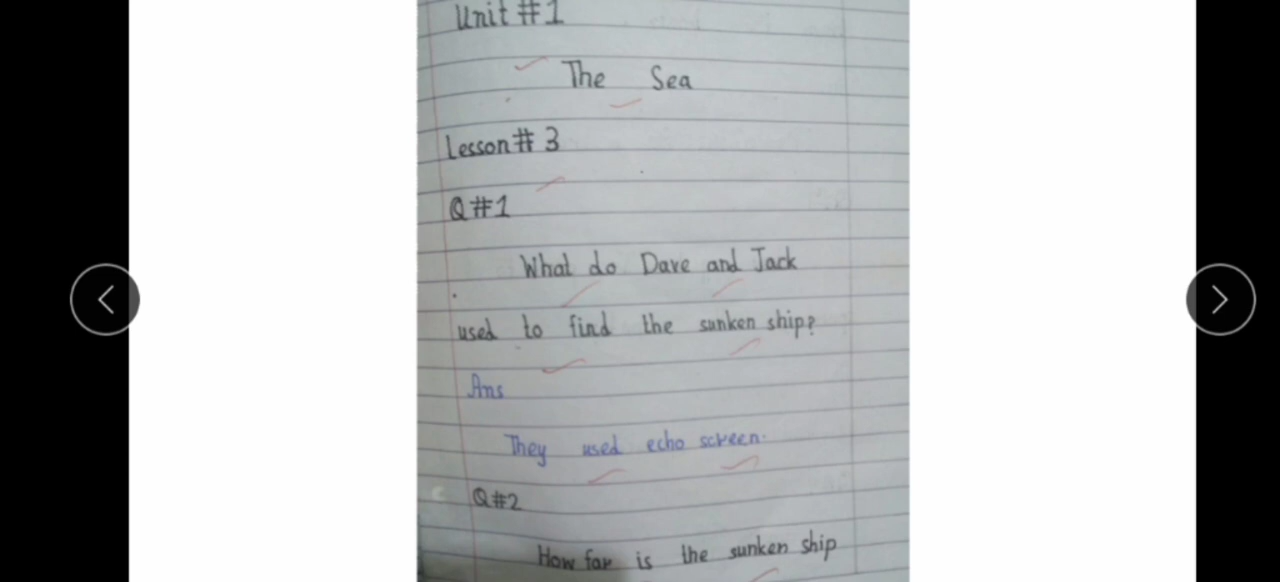 Unit #1
The Sea
Lesson # 3
Q #1
What do Dave and Jack
used to find the sunken ship?
Ans
They used echo screen.
Q #2
How far is the sunken ship